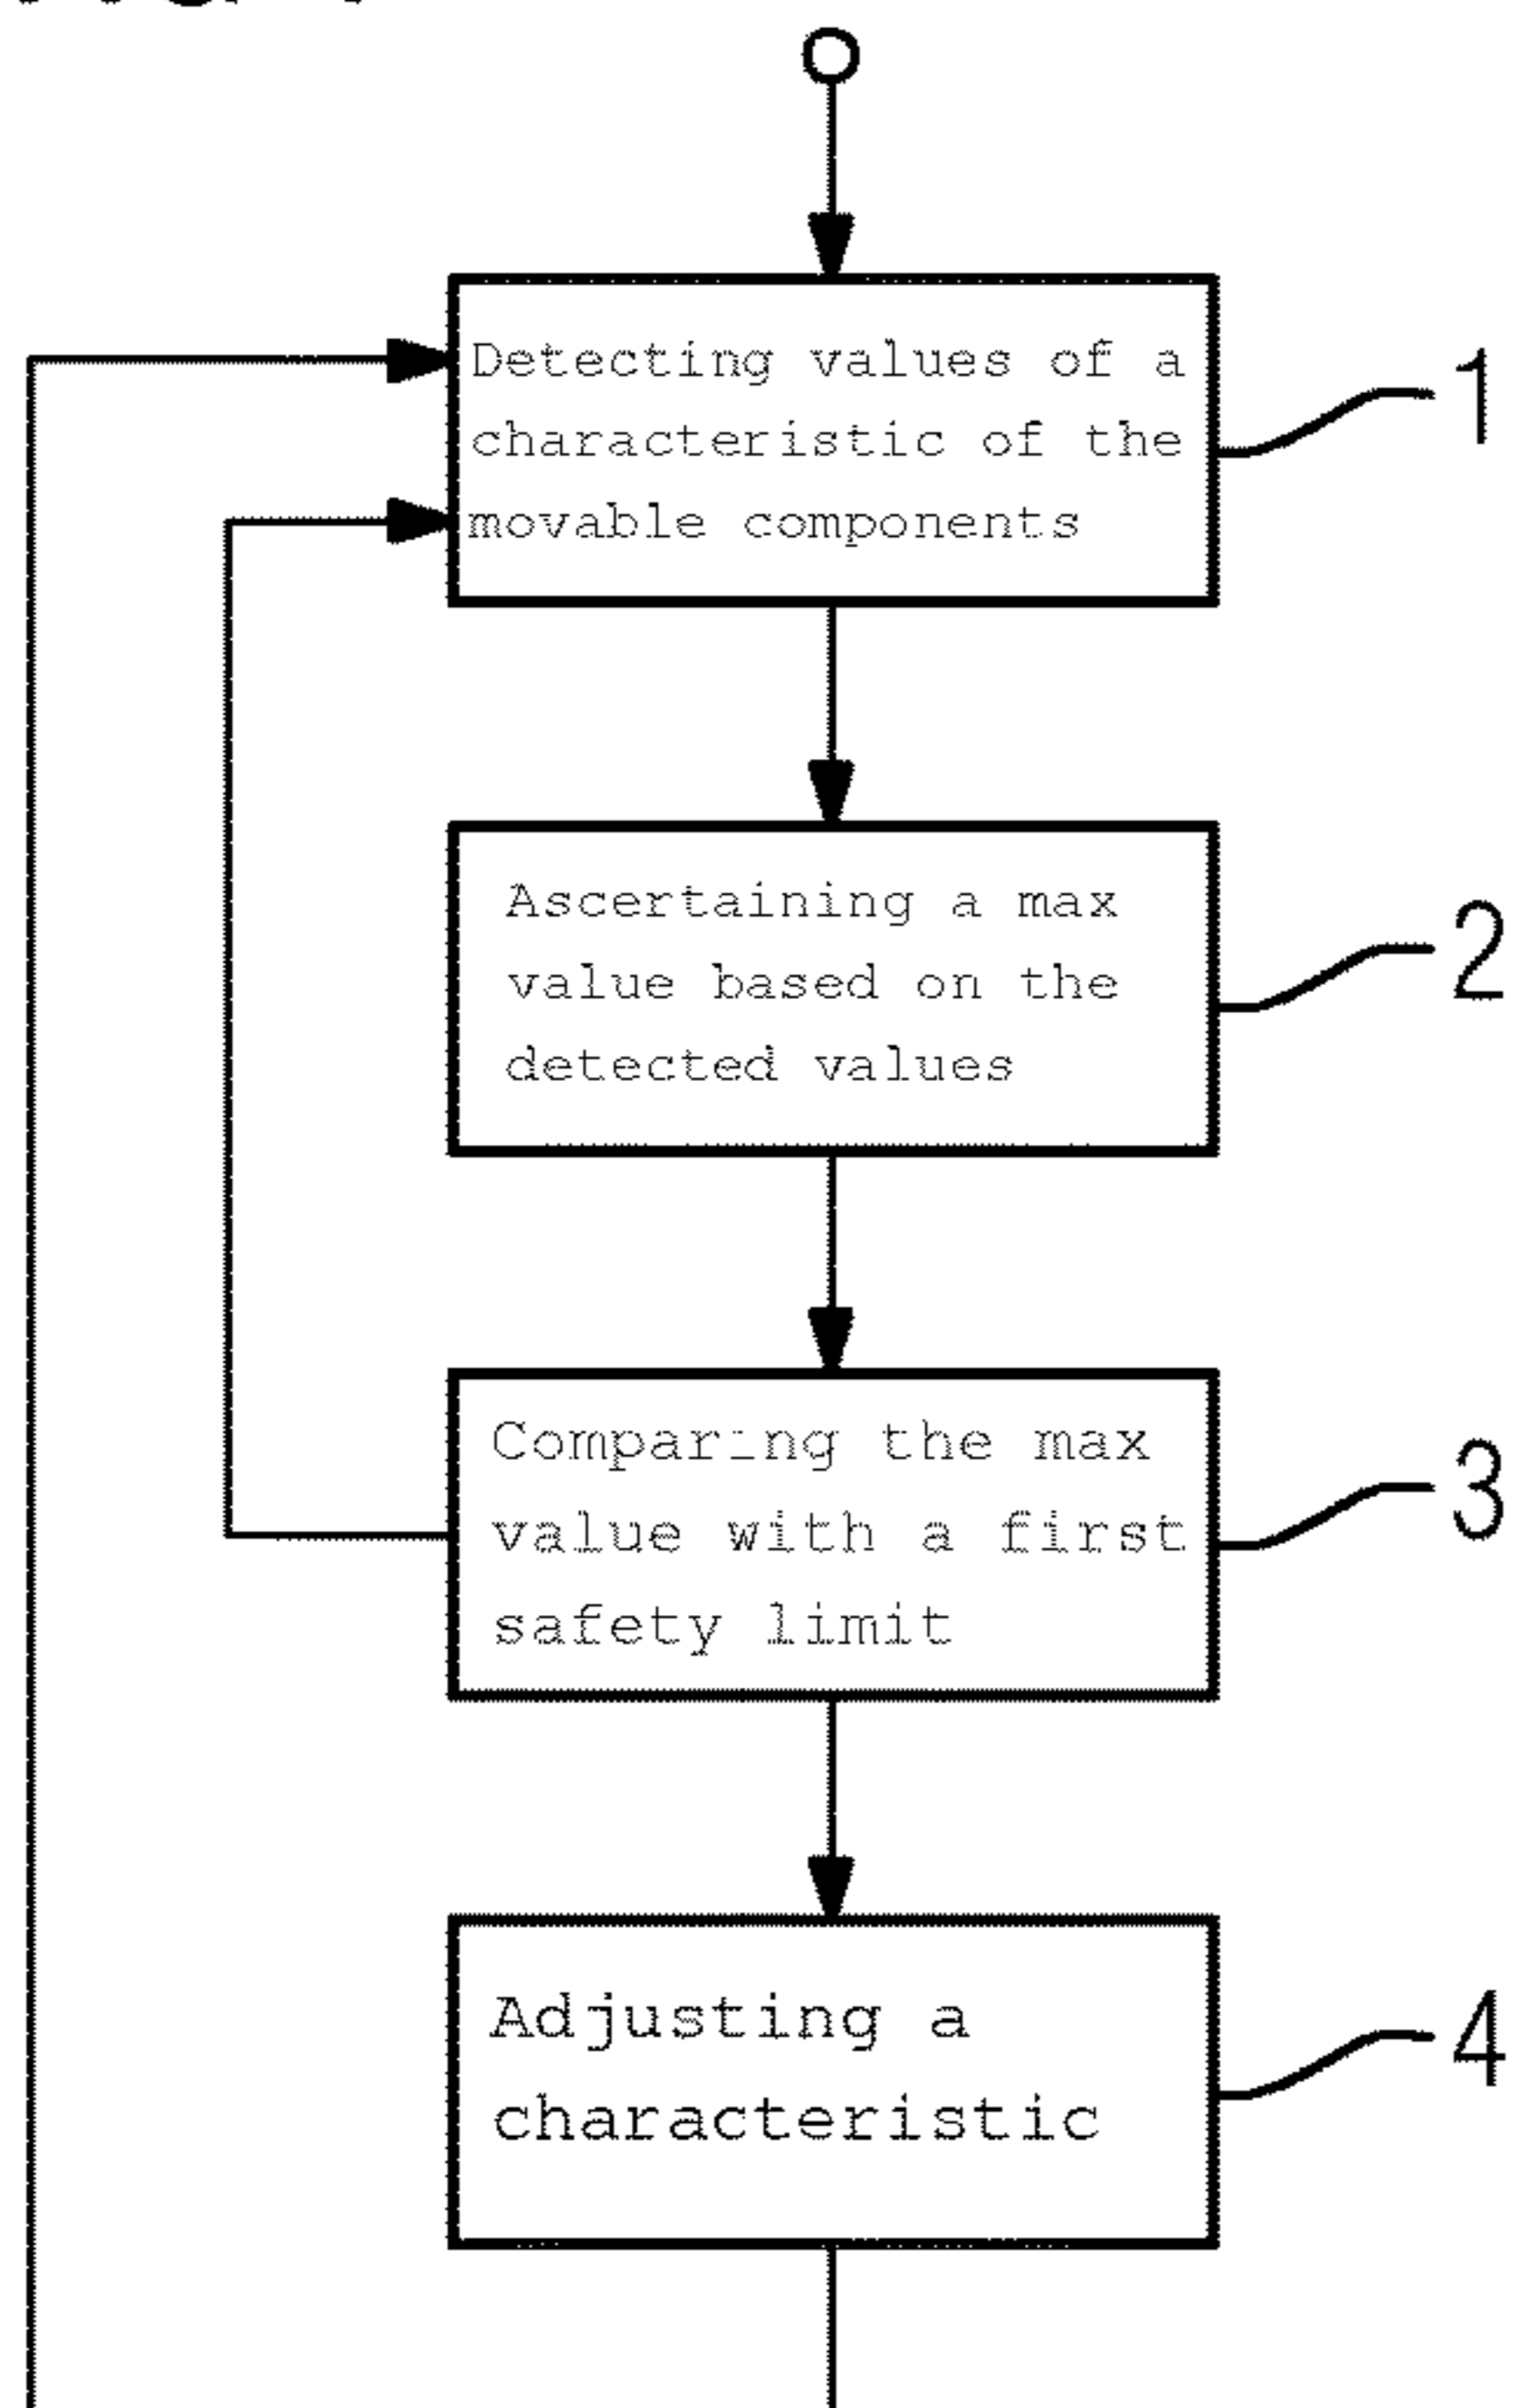 Detecting values of a
characteristic of the
movable components
1
Ascertaining a max
value based on the
detected values
2
Comparing the max
value with a first
safety limit
3
Adjusting a
characteristic
4